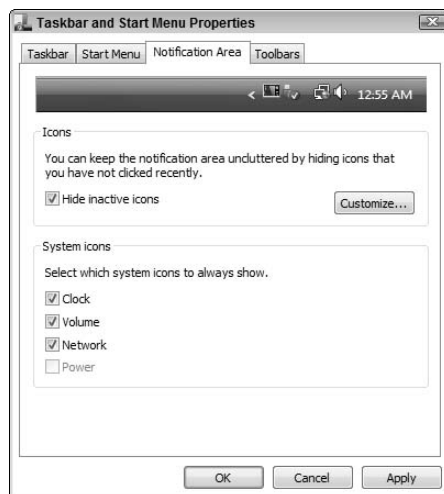 Taskbar and Start Menu Properties
Taskbar Start Menu Notification Area Toolbars
12:55 AM
Icons
You can keep the notification area uncluttered by hiding icons that
you have not clicked recently.
Hide inactive icons
Customize...
System icons
Select which system icons to always show.
Clock
Volume
Network
Power
OK Cancel Apply